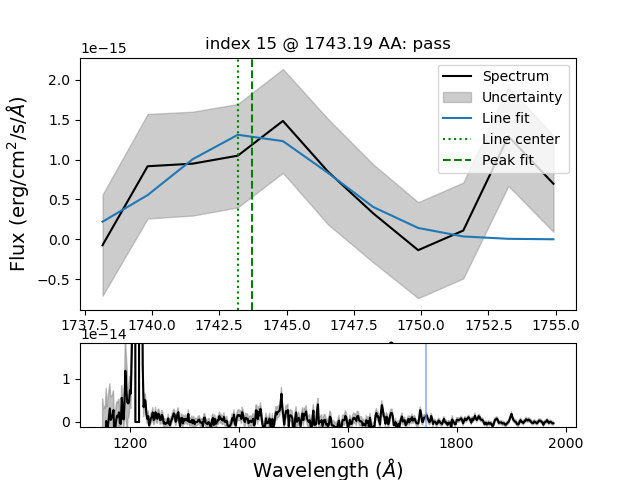 index 15 @ 1743.19 AA: pass
1e−15
2.0
1.5
1.0
0.5
0.0
−0.5
Flux (erg/cm²/s/Å)
Spectrum
Uncertainty
Line fit
Line center
Peak fit
1737.5 1740.0 1742.5 1745.0 1747.5 1750.0 1752.5 1755.0
1e−14
1
0
1200 1400 1600 1800 2000
Wavelength (Å)